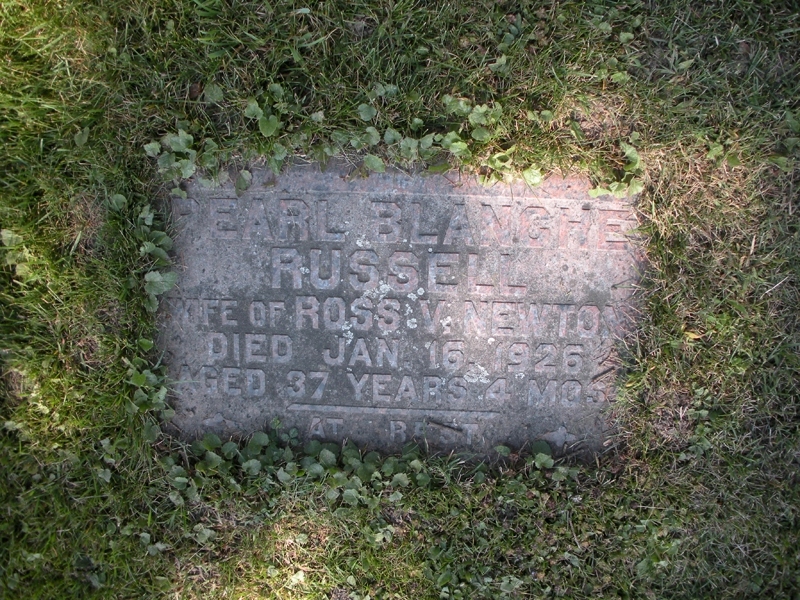 PEARL BLANCHE
RUSSELL
WIFE OF ROSS V. NEWTON
DIED JAN. 16, 1926
AGED 37 YEARS 4 MOS.
AT REST